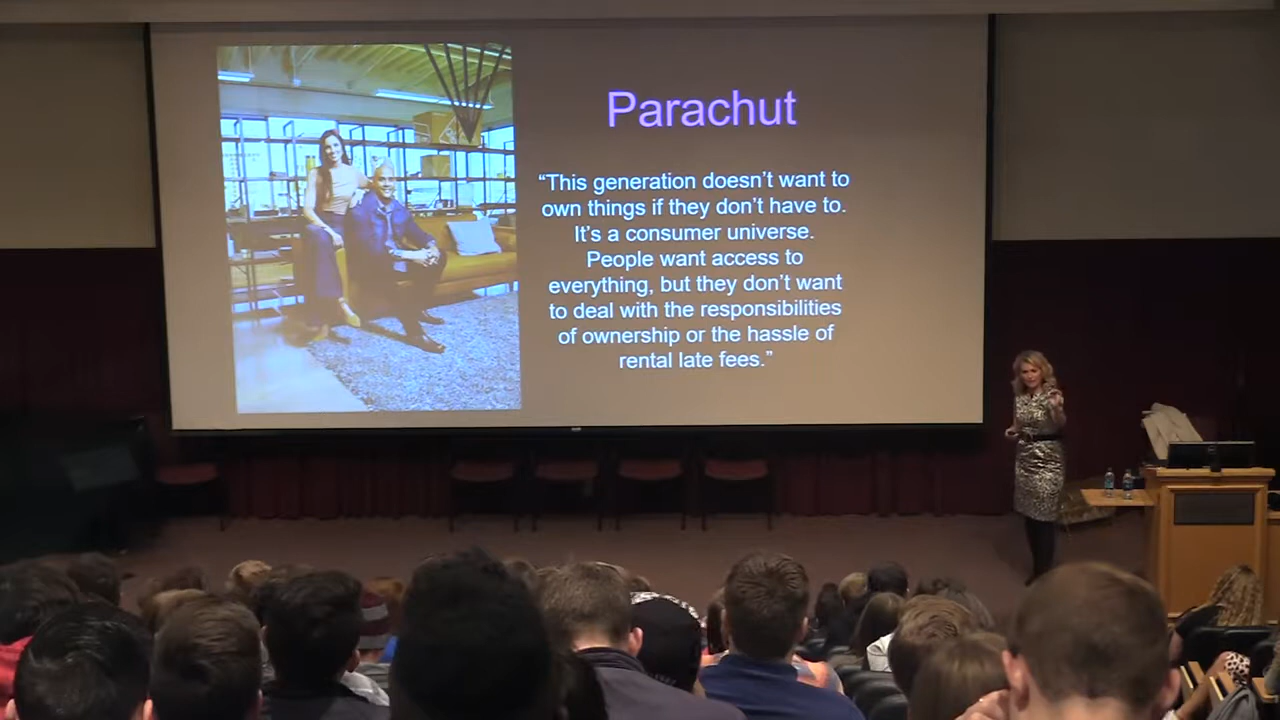 Parachut
“This generation doesn’t want to
own things if they don’t have to.
It’s a consumer universe.
People want access to
everything, but they don’t want
to deal with the responsibilities
of ownership or the hassle of
rental late fees.”